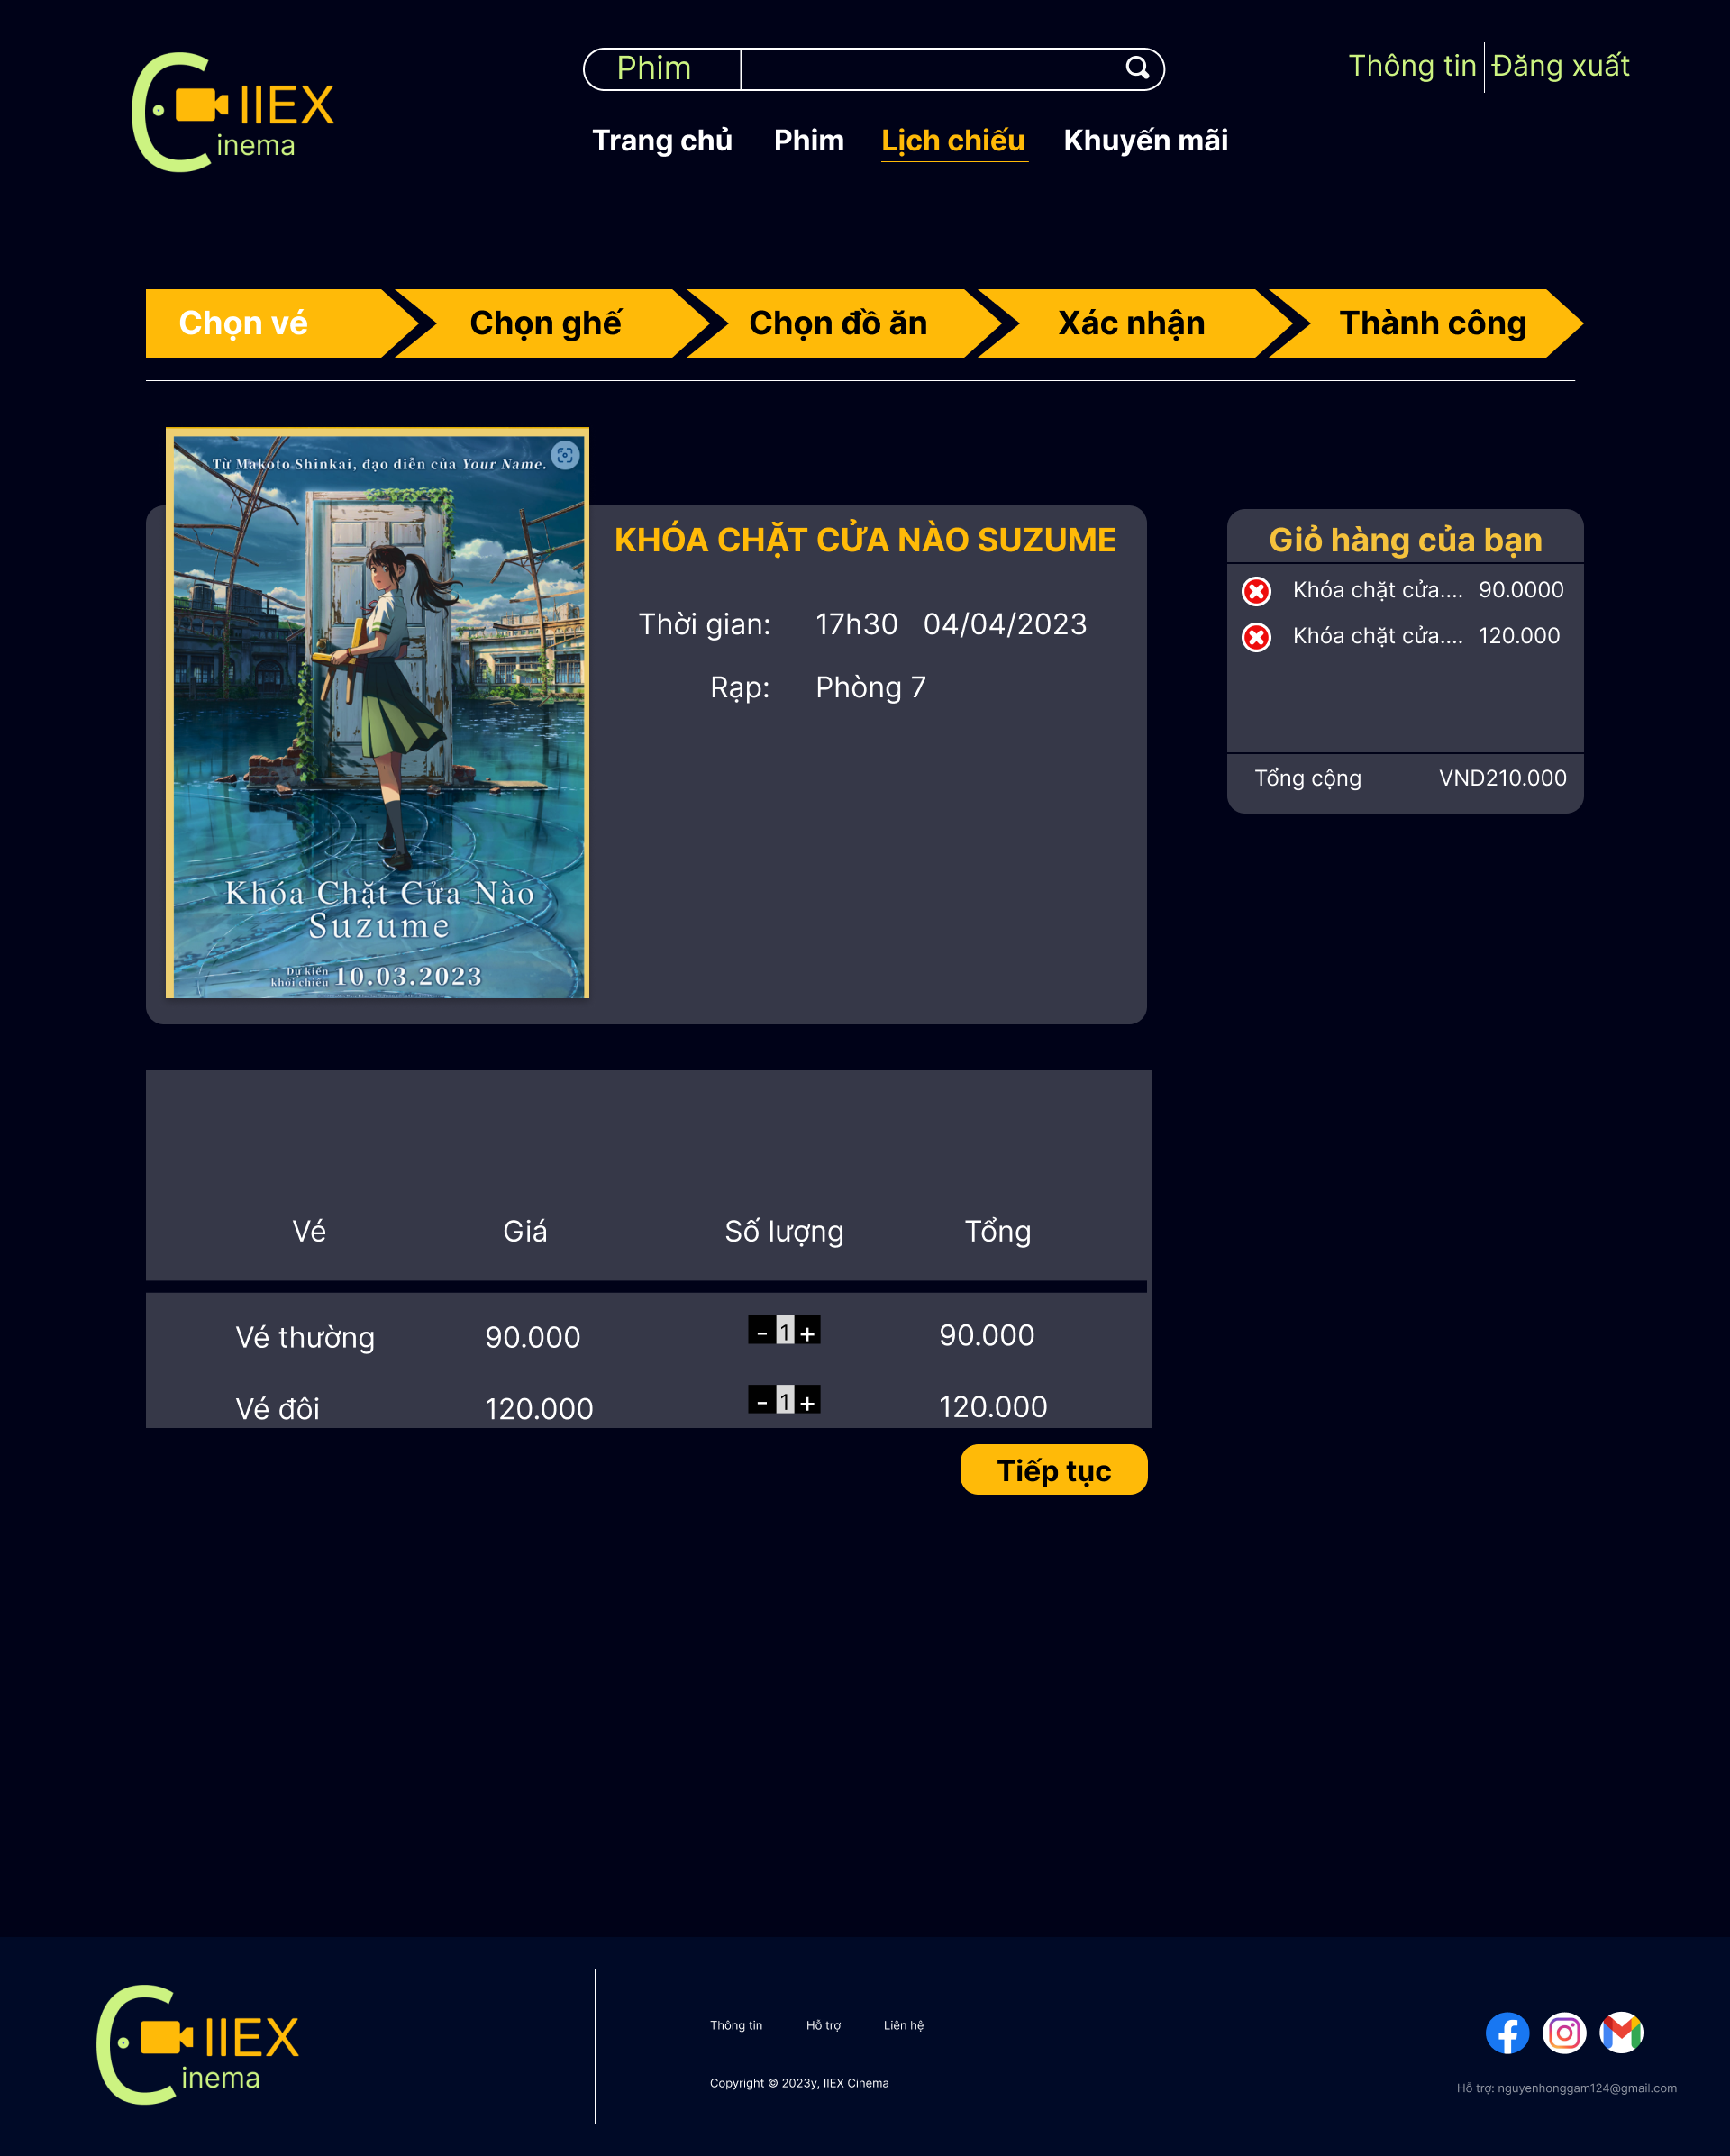 Phim
Thông tin Đăng xuất
IIEX
inema
Trang chủ Phim Lịch chiếu Khuyến mãi
Chọn vé Chọn ghế Chọn đồ ăn Xác nhận Thành công
Từ Makoto Shinkai, đạo diễn của Your Name.
Khóa Chặt Cửa Nào
Suzume
Dự kiến
khởi chiếu 10.03.2023
KHÓA CHẶT CỬA NÀO SUZUME
Thời gian: 17h30 04/04/2023
Rạp: Phòng 7
Giỏ hàng của bạn
Khóa chặt cửa.... 90.0000
Khóa chặt cửa.... 120.000
Tổng cộng VND210.000
Vé Giá Số lượng Tổng
Vé thường 90.000 - 1 + 90.000
Vé đôi 120.000 - 1 + 120.000
Tiếp tục
IIEX
inema
Thông tin Hỗ trợ Liên hệ
Copyright © 2023y, IIEX Cinema
Hỗ trợ: nguyenhonggam124@gmail.com